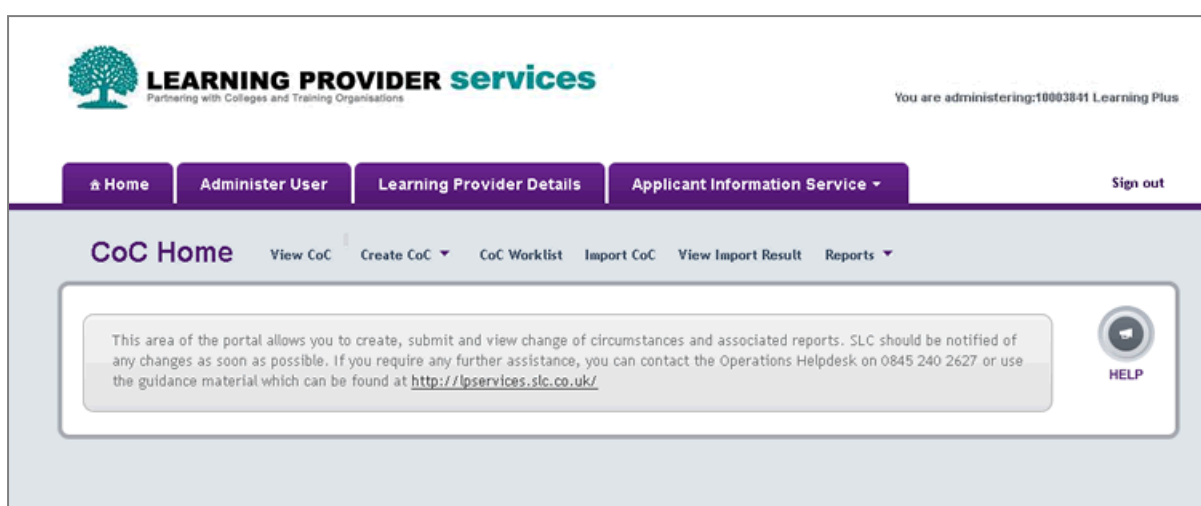 LEARNING PROVIDER services
Partnering with Colleges and Training Organisations
You are administering:10003841 Learning Plus
Home Administer User Learning Provider Details Applicant Information Service Sign out
CoC Home View CoC Create CoC CoC Worklist Import CoC View Import Result Reports
This area of the portal allows you to create, submit and view change of circumstances and associated reports. SLC should be notified of
any changes as soon as possible. If you require any further assistance, you can contact the Operations Helpdesk on 0845 240 2627 or use
the guidance material which can be found at http://lpservices.slc.co.uk/
HELP